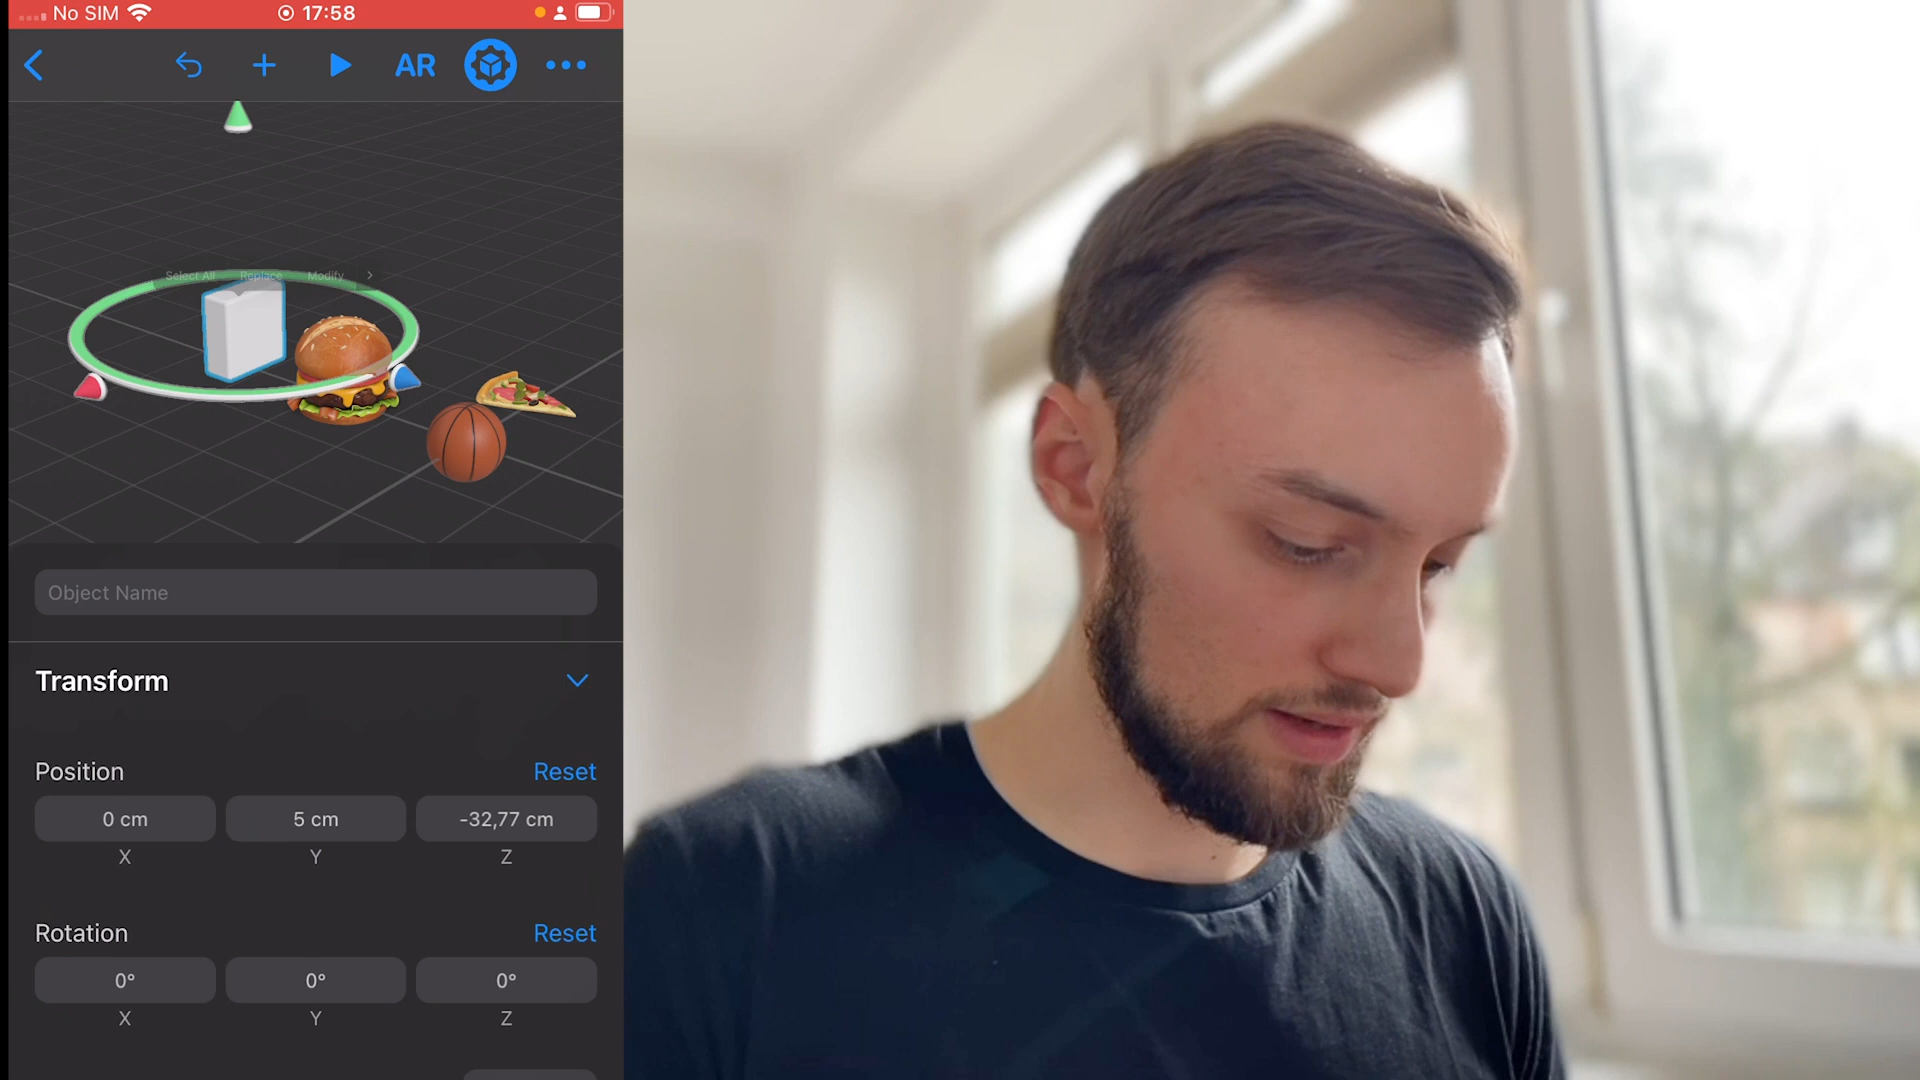 No SIM 17:58
AR
Select All Replace Modify
Object Name
Transform
Position Reset
0 cm 5 cm -32,77 cm
X Y Z
Rotation Reset
0° 0° 0°
X Y Z